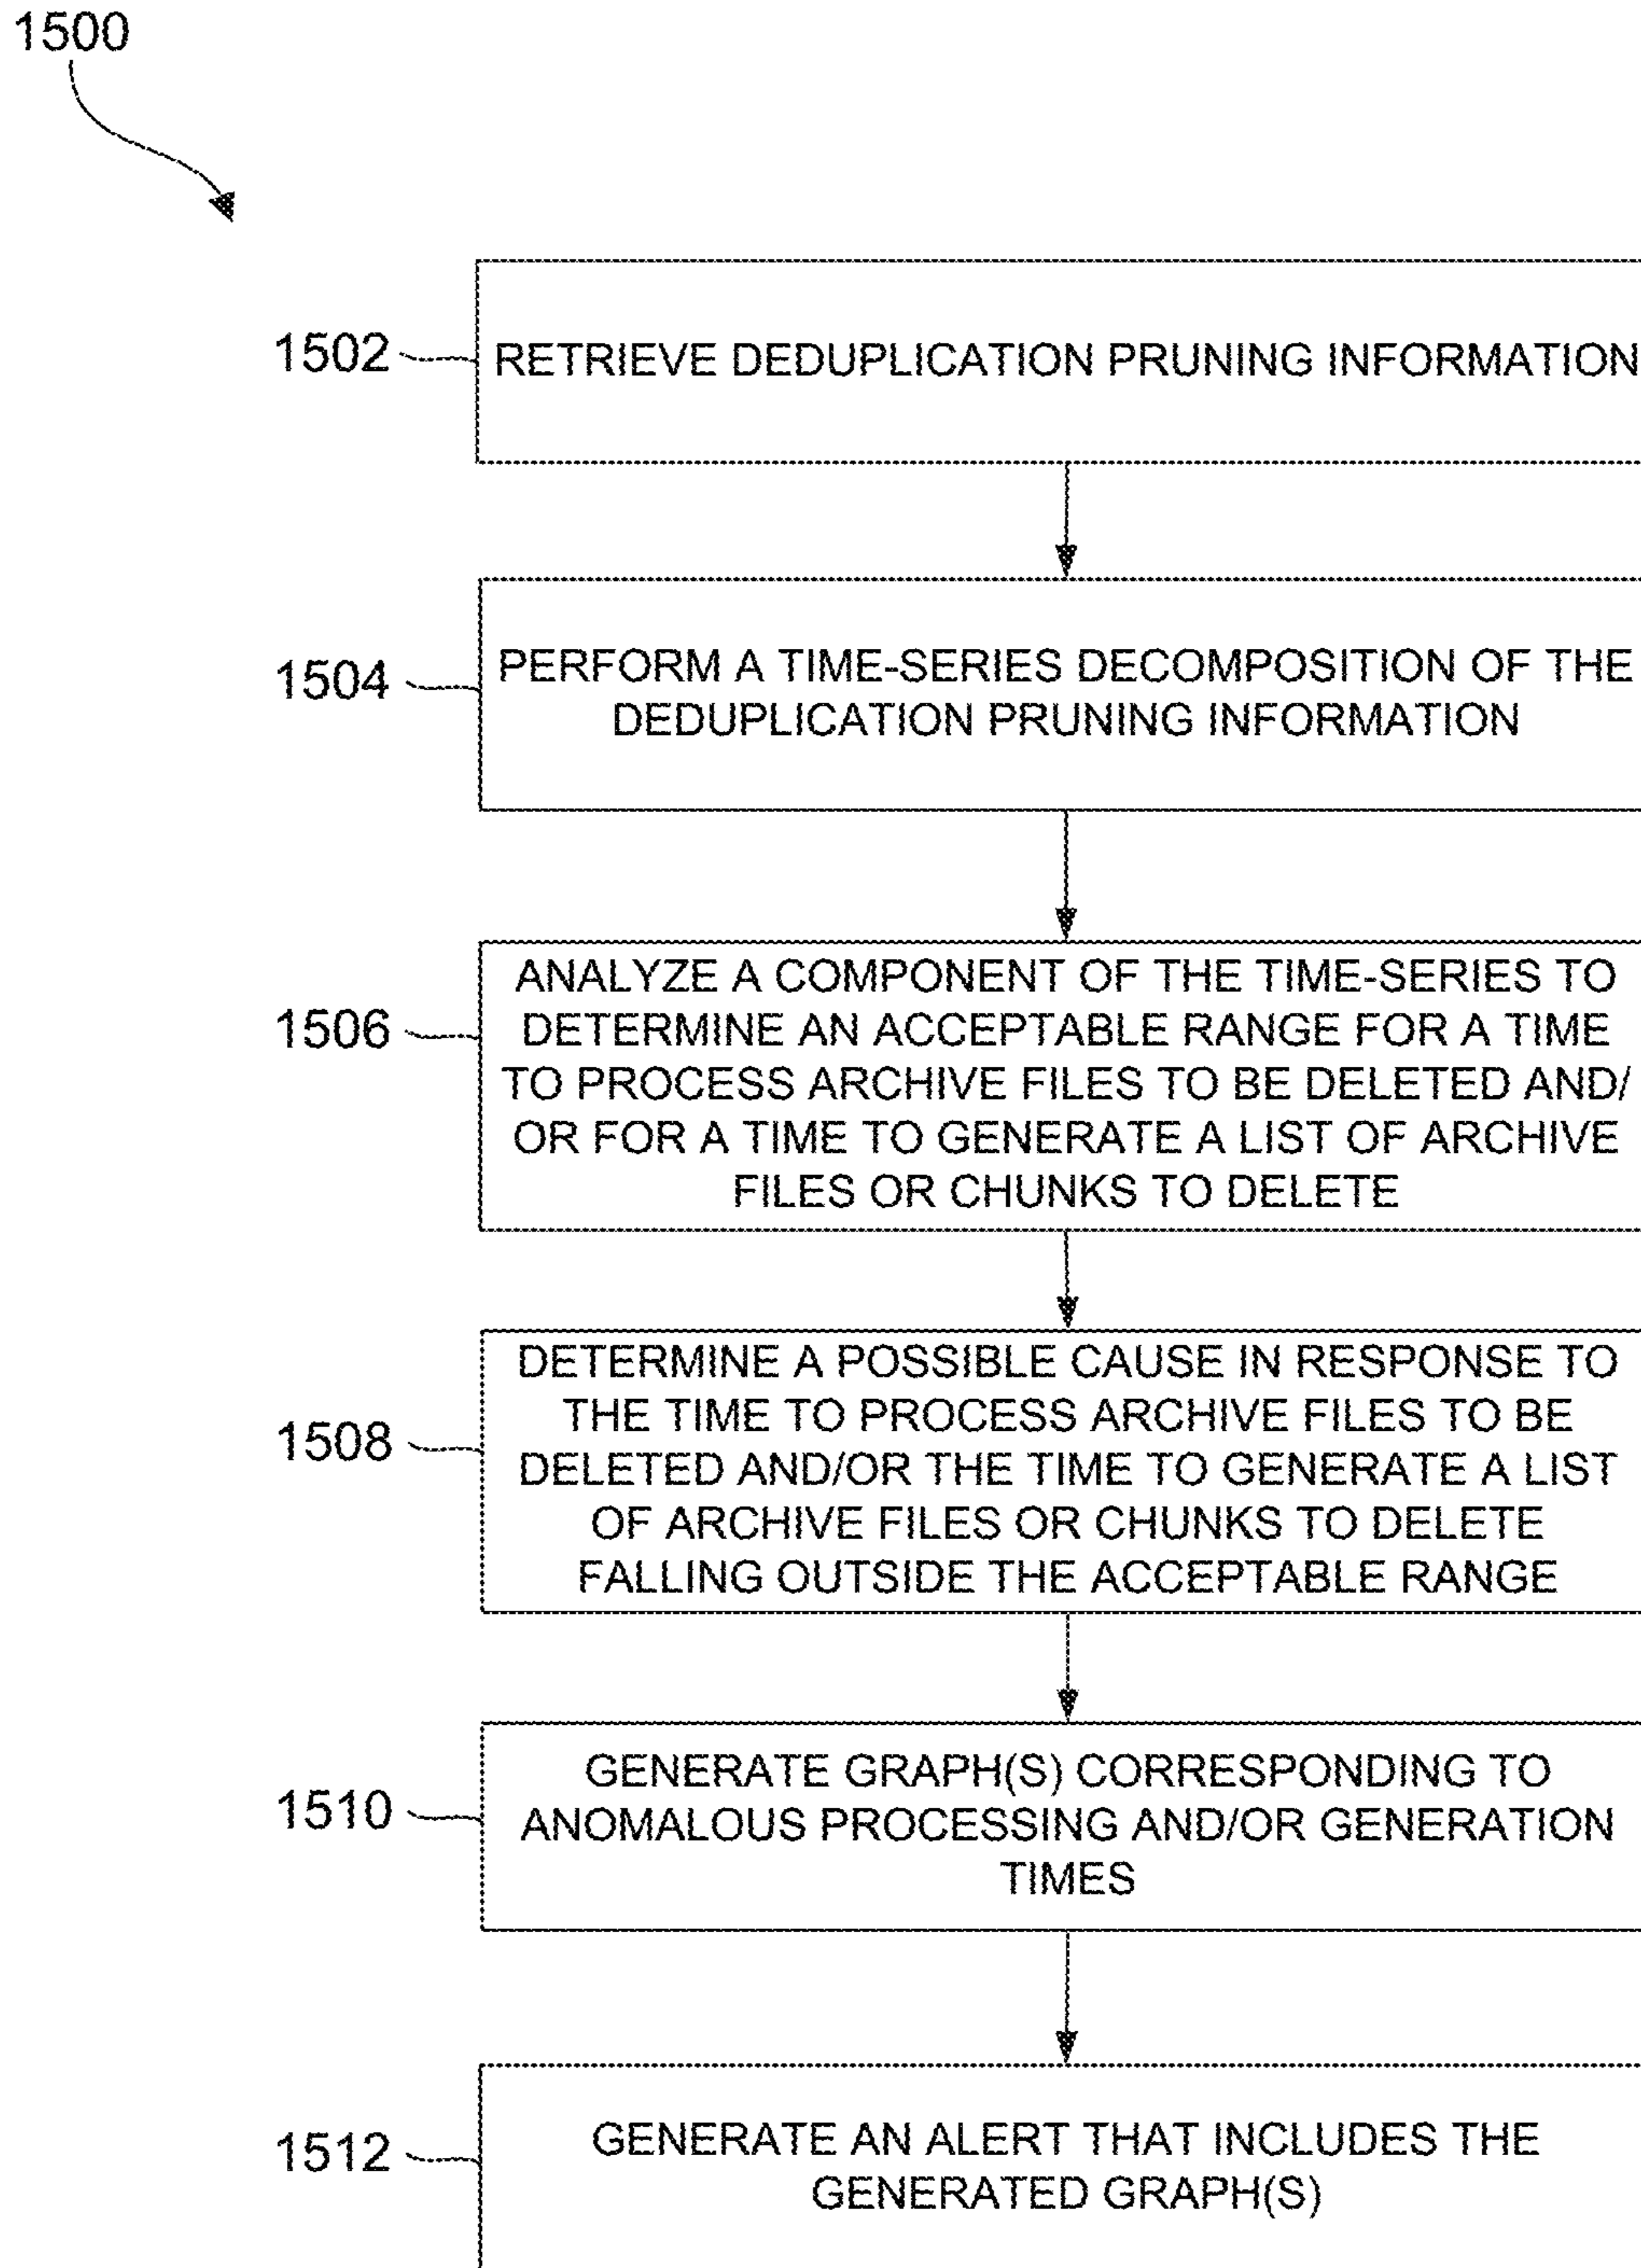 1500
1502
RETRIEVE DEDUPLICATION PRUNING INFORMATION
1504
PERFORM A TIME-SERIES DECOMPOSITION OF THE
DEDUPLICATION PRUNING INFORMATION
1506
ANALYZE A COMPONENT OF THE TIME-SERIES TO
DETERMINE AN ACCEPTABLE RANGE FOR A TIME
TO PROCESS ARCHIVE FILES TO BE DELETED AND/
OR FOR A TIME TO GENERATE A LIST OF ARCHIVE
FILES OR CHUNKS TO DELETE
1508
DETERMINE A POSSIBLE CAUSE IN RESPONSE TO
THE TIME TO PROCESS ARCHIVE FILES TO BE
DELETED AND/OR THE TIME TO GENERATE A LIST
OF ARCHIVE FILES OR CHUNKS TO DELETE
FALLING OUTSIDE THE ACCEPTABLE RANGE
1510
GENERATE GRAPH(S) CORRESPONDING TO
ANOMALOUS PROCESSING AND/OR GENERATION
TIMES
1512
GENERATE AN ALERT THAT INCLUDES THE
GENERATED GRAPH(S)